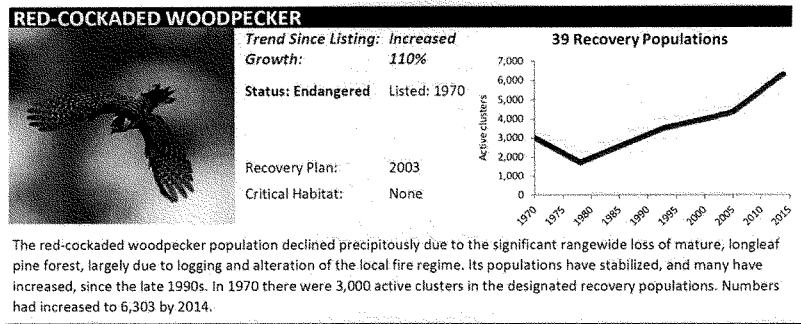 RED-COCKADED WOODPECKER
Trend Since Listing: Increased
Growth: 110%
Status: Endangered Listed: 1970
Recovery Plan: 2003
Critical Habitat: None
39 Recovery Populations
Active clusters
7,000
6,000
5,000
4,000
3,000
2,000
1,000
0
1970 1975 1980 1985 1990 1995 2000 2005 2010 2015
The red-cockaded woodpecker population declined precipitously due to the significant rangewide loss of mature, longleaf
pine forest, largely due to logging and alteration of the local fire regime. Its populations have stabilized, and many have
increased, since the late 1990s. In 1970 there were 3,000 active clusters in the designated recovery populations. Numbers
had increased to 6,303 by 2014.